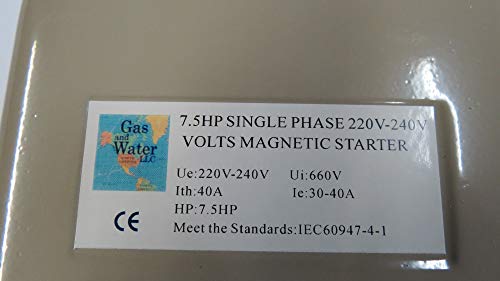 Gas
and
Water
LLC
7.5HP SINGLE PHASE 220V-240V
VOLTS MAGNETIC STARTER
Ue:220V-240V Ui:660V
Ith:40A Ie:30-40A
HP:7.5HP
CE
Meet the Standards:IEC60947-4-1